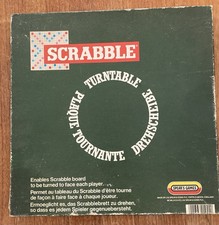 SCRABBLE
TURNTABLE
DREHSCHEIBE
PLAQUE TOURNANTE
Enables Scrabble board
to be turned to face each player.
Permet au tableau du Scrabble d'être tourné
de façon à faire face à chaque joueur.
Ermoeglicht es, das Scrabblebrett zu drehen,
so dass es jedem Spieler gegenuebersteht.
SPEAR'S GAMES